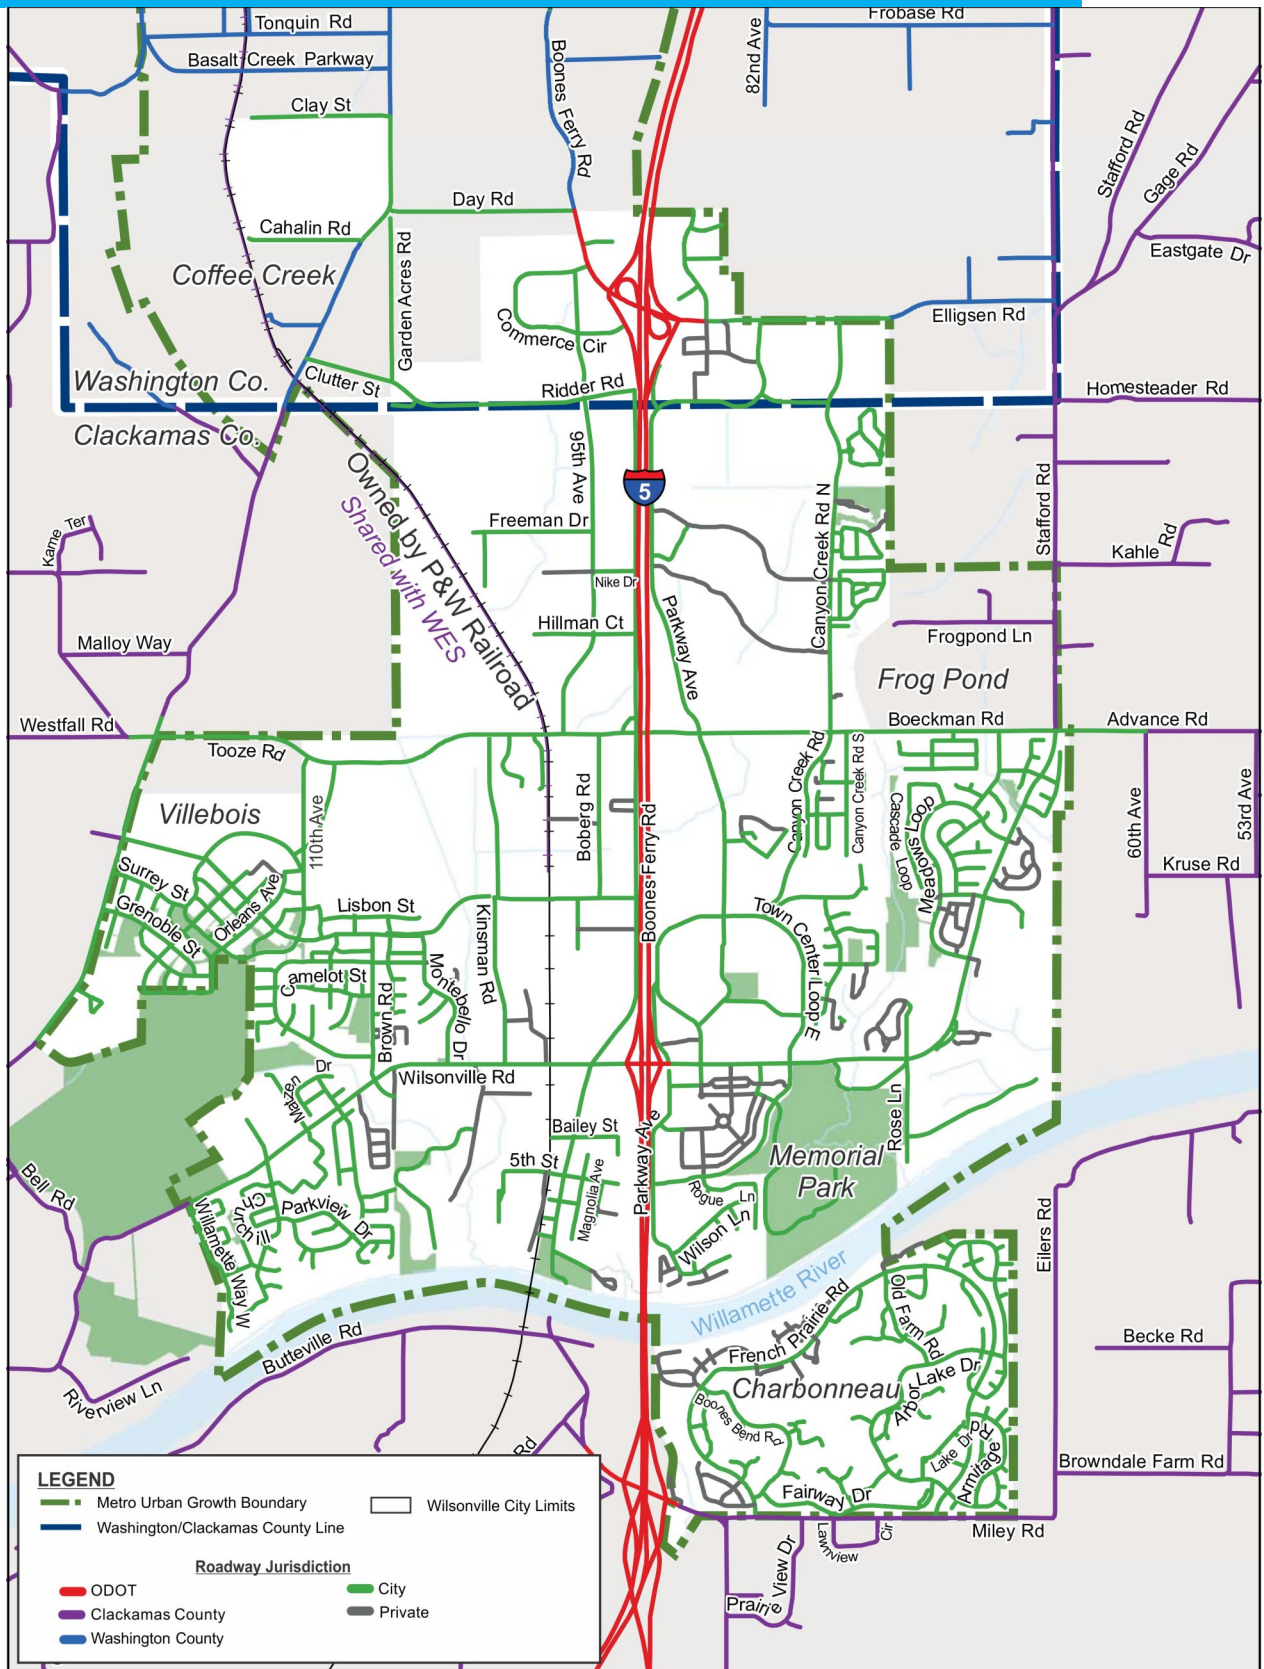 Tonquin Rd
Frobase Rd
Basalt Creek Parkway
82nd Ave
Boones Ferry Rd
Clay St
Stafford Rd
Gage Rd
Day Rd
Cahalin Rd
Garden Acres Rd
Eastgate Dr
Coffee Creek
Elligsen Rd
Commerce Cir
Washington Co.
Clutter St
Ridder Rd
Homesteader Rd
Clackamas Co.
95th Ave
5
Owned by P&W Railroad
Shared with WES
Canyon Creek Rd N
Stafford Rd
Kame Ter
Freeman Dr
Kahle Rd
Nike Dr
Parkway Ave
Hillman Ct
Malloy Way
Frogpond Ln
Frog Pond
Westfall Rd
Boeckman Rd
Advance Rd
Tooze Rd
Canyon Creek Rd
Canyon Creek Rd S
Villebois
110th Ave
Boberg Rd
Boones Ferry Rd
Cascade Loop
Meadows Loop
60th Ave
53rd Ave
Surrey St
Kruse Rd
Grenoble St
Orleans Ave
Lisbon St
Kinsman Rd
Town Center Loop E
Camelot St
Montebello Dr
Brown Rd
Matzen Dr
Wilsonville Rd
Rose Ln
Bailey St
Parkway Ave
Memorial
Park
5th St
Magnolia Ave
Bell Rd
Rogue Ln
Churchill
Parkview Dr
Willamette Way W
Wilson Ln
Eilers Rd
Willamette River
Old Farm Rd
French Prairie Rd
Butteville Rd
Becke Rd
Riverview Ln
Lake Dr
Charbonneau
Arbor
Boones Bend Rd
Rd
Lake Dr
Armitage Rd
Browndale Farm Rd
Fairway Dr
Miley Rd
Lawnview Cir
Prairie View Dr
LEGEND
Metro Urban Growth Boundary
Wilsonville City Limits
Washington/Clackamas County Line
Roadway Jurisdiction
ODOT
City
Clackamas County
Private
Washington County